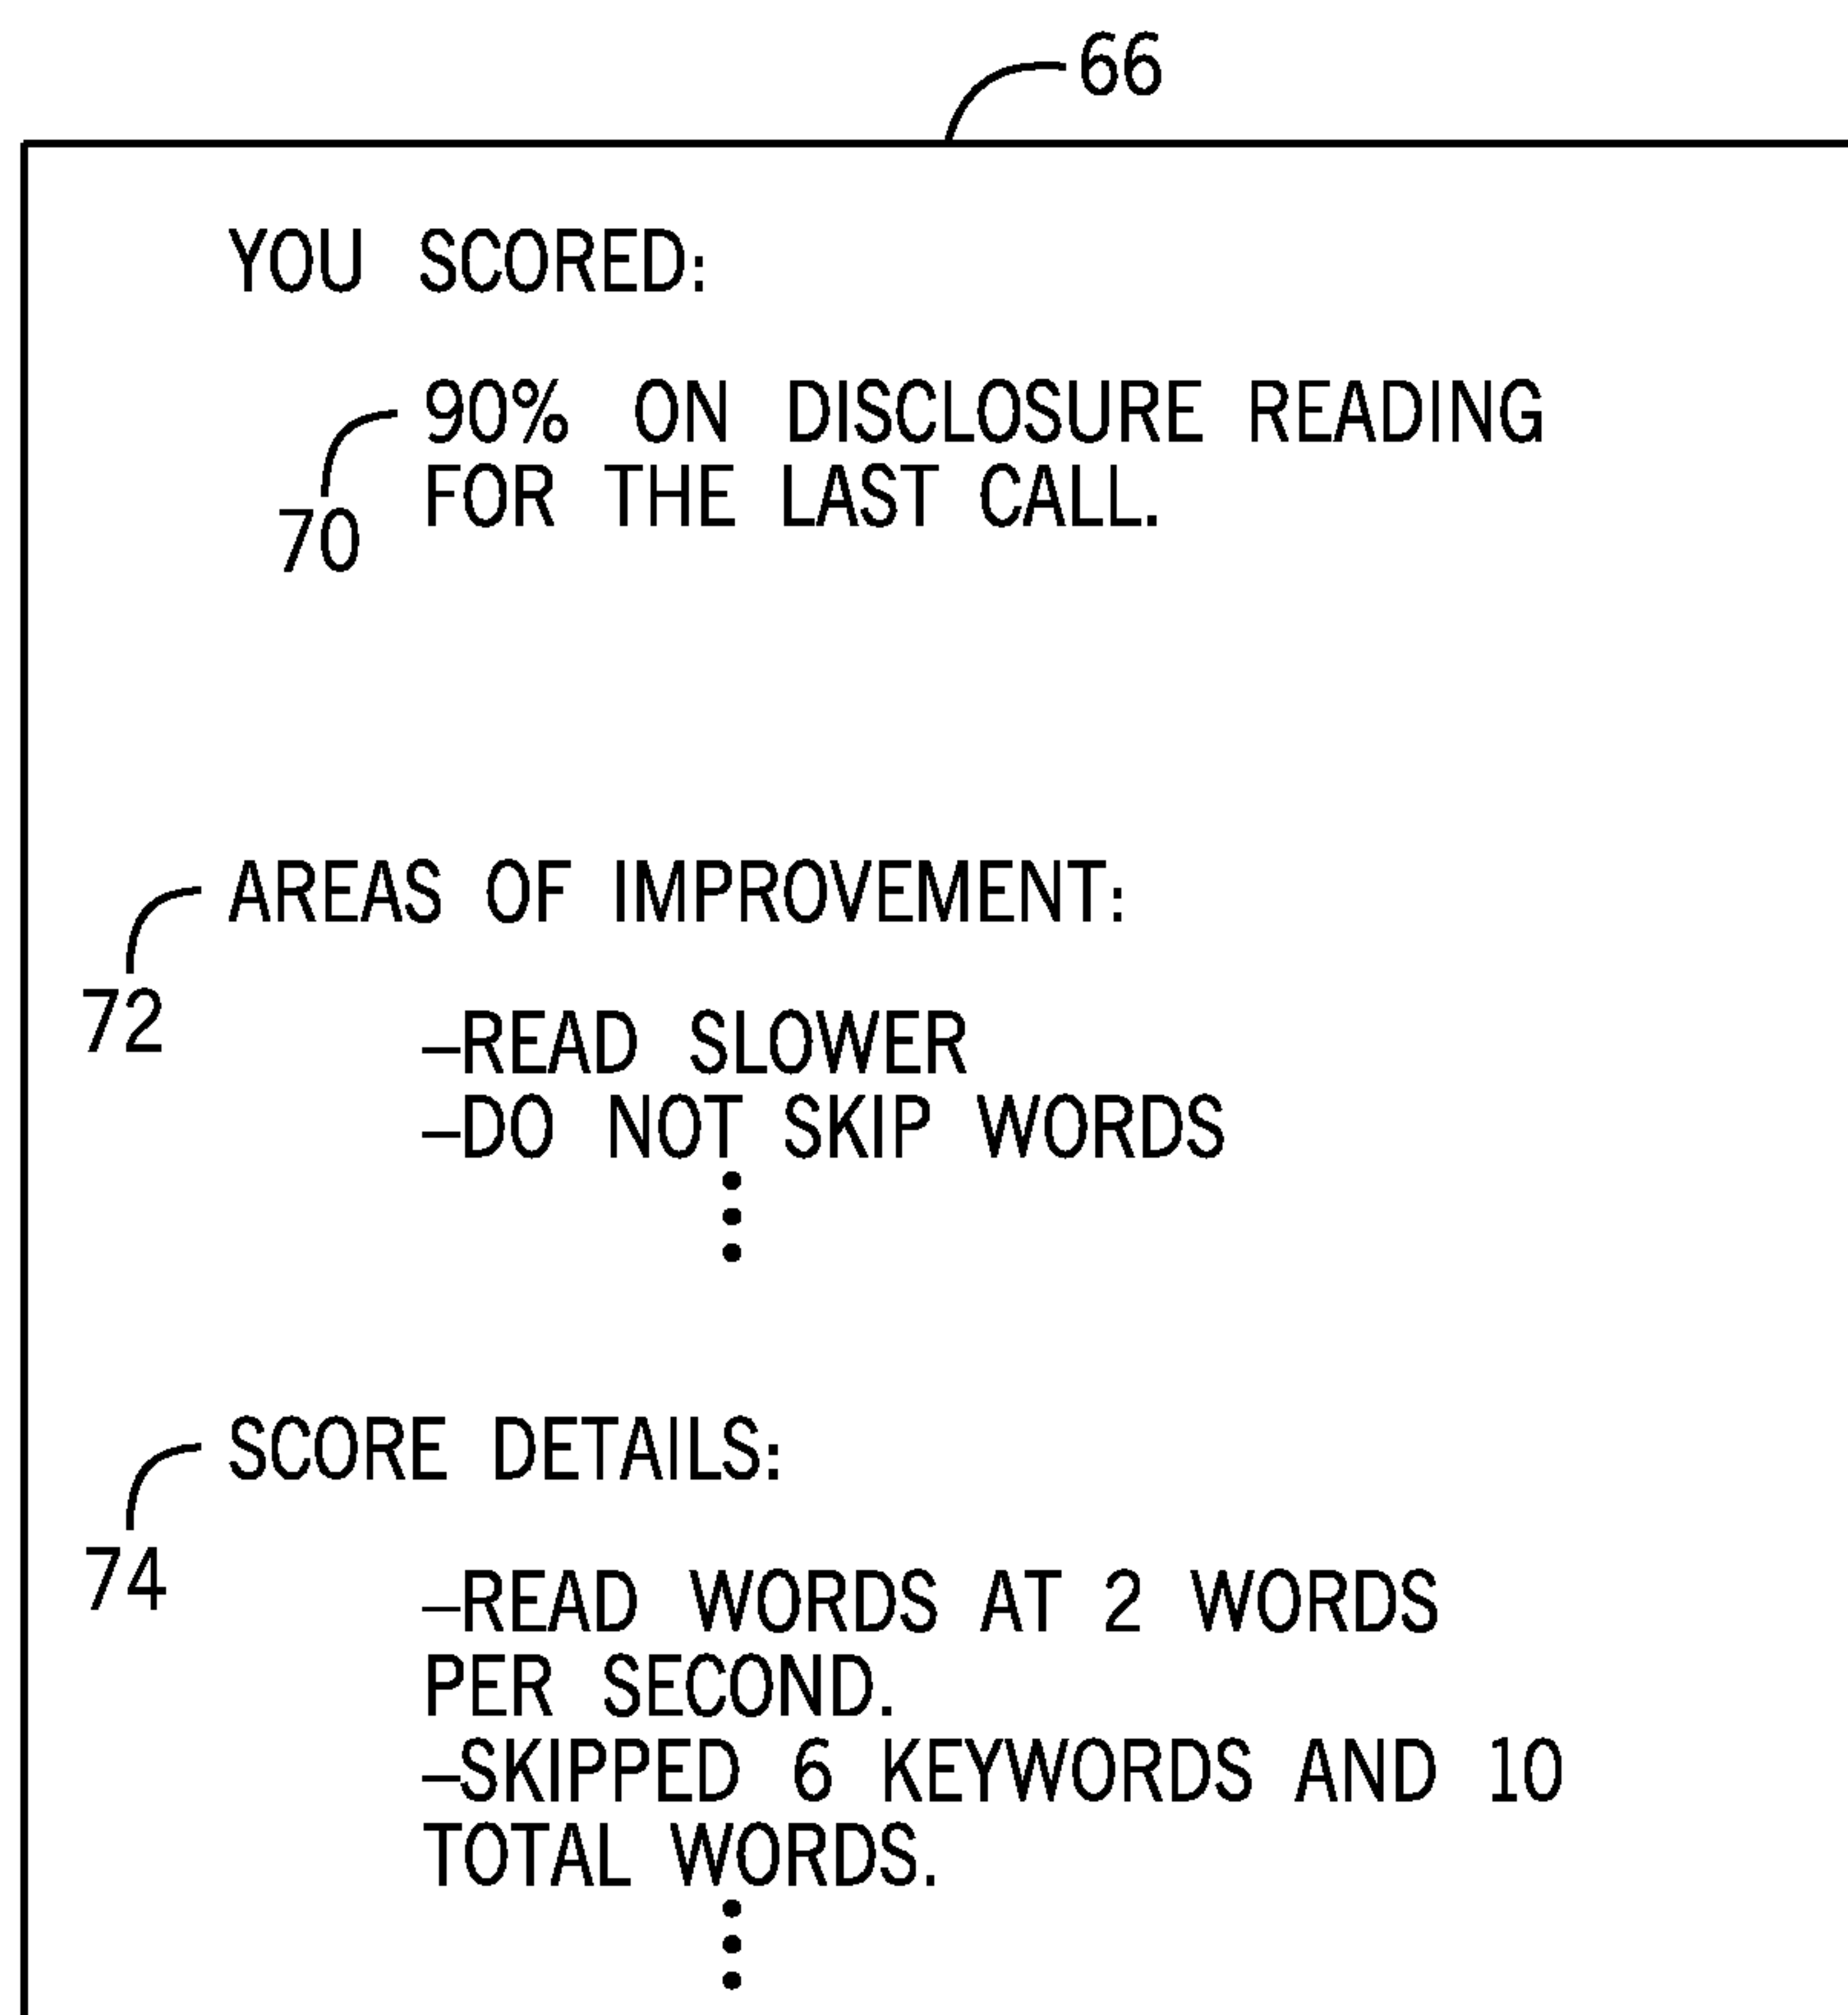 66
YOU SCORED:
90% ON DISCLOSURE READING
FOR THE LAST CALL.
70
AREAS OF IMPROVEMENT:
72
–READ SLOWER
–DO NOT SKIP WORDS
SCORE DETAILS:
74
–READ WORDS AT 2 WORDS
PER SECOND.
–SKIPPED 6 KEYWORDS AND 10
TOTAL WORDS.